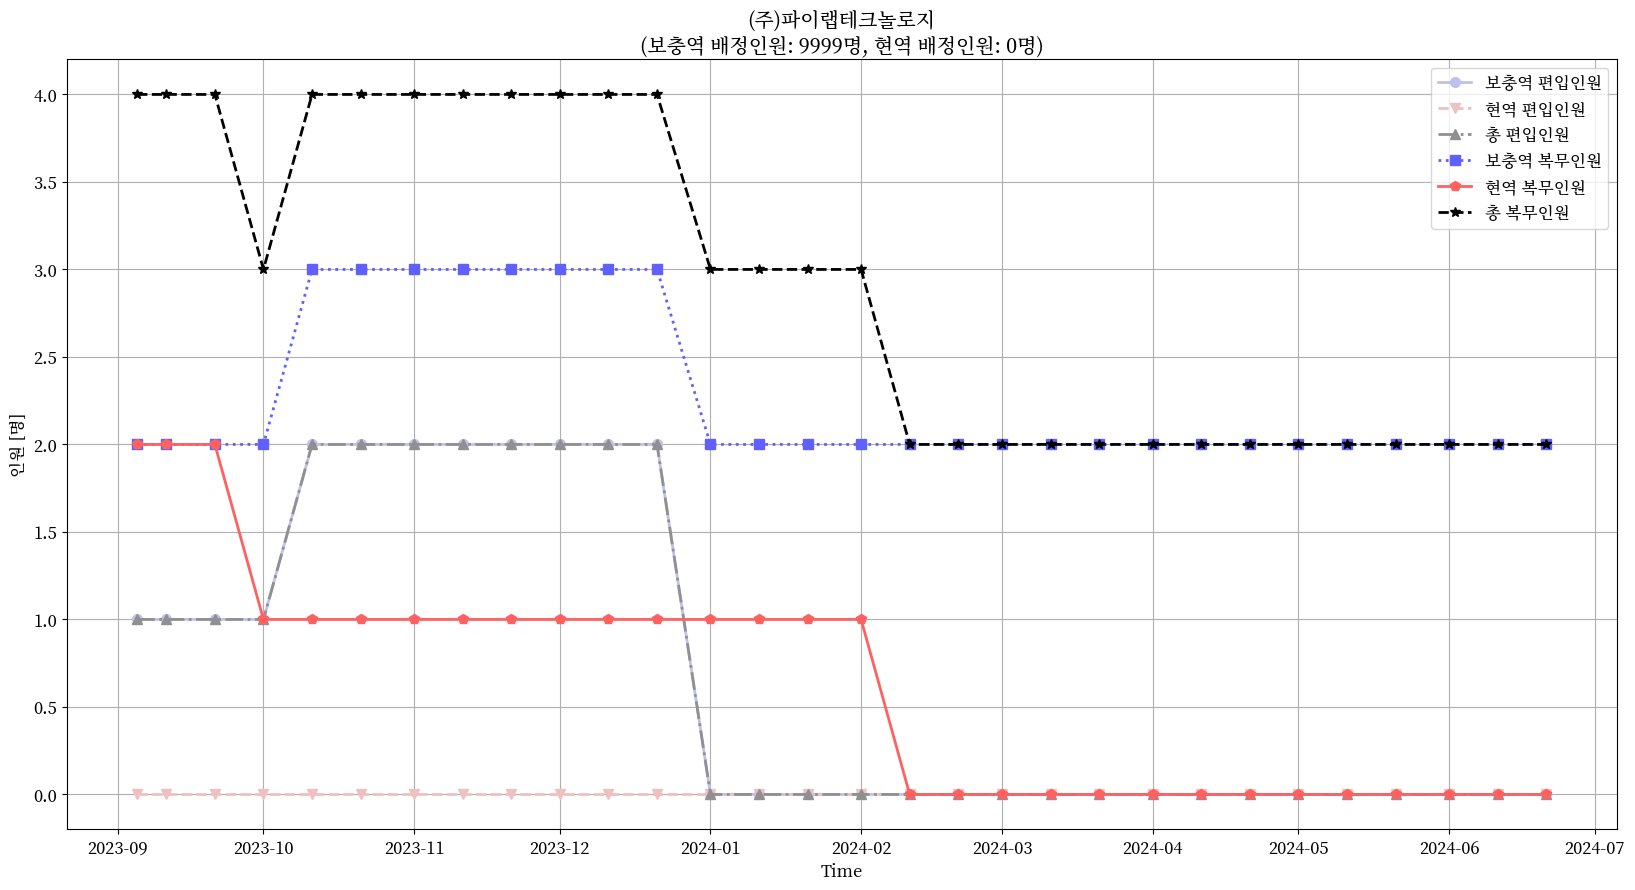 (주)파이랩테크놀로지
(보충역 배정인원: 9999명, 현역 배정인원: 0명)
보충역 편입인원
현역 편입인원
총 편입인원
보충역 복무인원
현역 복무인원
총 복무인원
인원 [명]
4.0
3.5
3.0
2.5
2.0
1.5
1.0
0.5
0.0
2023-09 2023-10 2023-11 2023-12 2024-01 2024-02 2024-03 2024-04 2024-05 2024-06 2024-07
Time